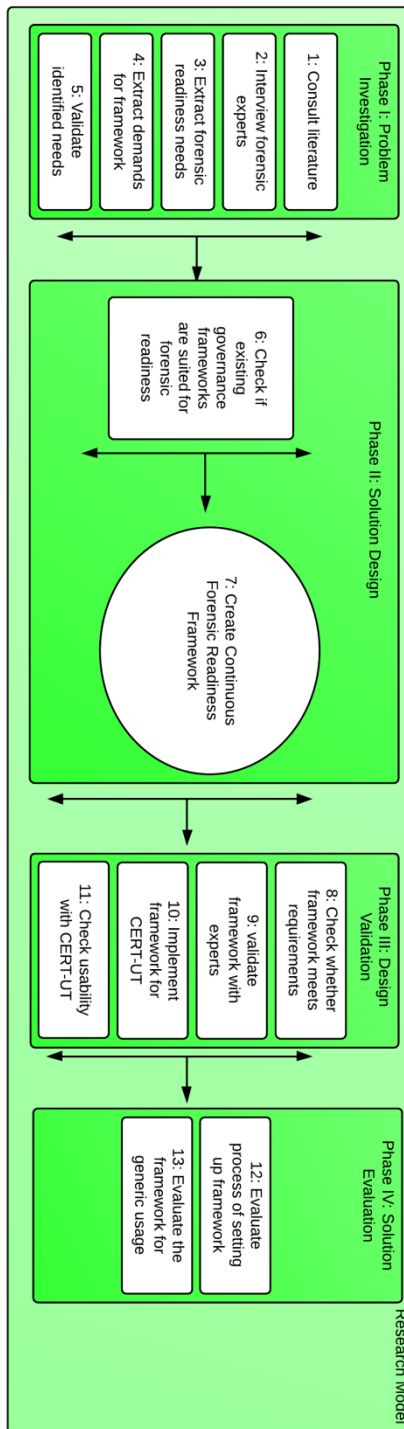 Phase I: Problem
Investigation
1: Consult literature
2: Interview forensic
experts
3: Extract forensic
readiness needs
4: Extract demands
for framework
5: Validate
identified needs
Phase II: Solution Design
6: Check if
existing
governance
frameworks
are suited for
forensic
readiness
7: Create Continuous
Forensic Readiness
Framework
Phase III: Design
Validation
8: Check whether
framework meets
requirements
9: validate
framework with
experts
10: Implement
framework for
CERT-UT
11: Check usability
with CERT-UT
Phase IV: Solution
Evaluation
12: Evaluate
process of setting
up framework
13: Evaluate the
framework for
generic usage
Research Model